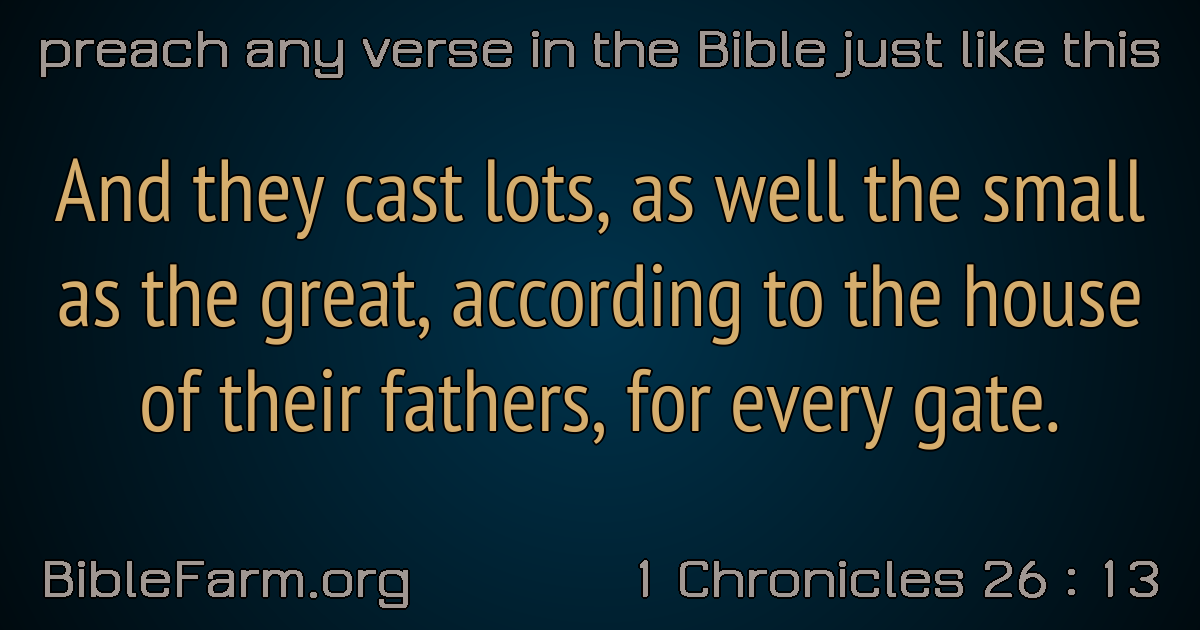 preach any verse in the Bible just like this
And they cast lots, as well the small
as the great, according to the house
of their fathers, for every gate.
BibleFarm.org
1 Chronicles 26 : 13